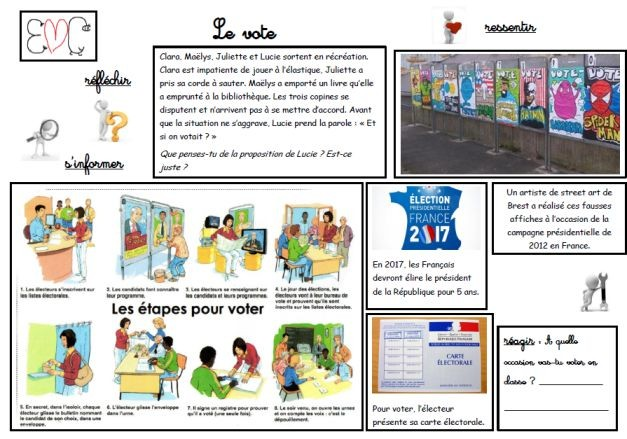 EMC
Le vote
ressentir
réfléchir
s'informer
Clara, Maëlys, Juliette et Lucie sortent en récréation.
Clara est impatiente de jouer à l'élastique, Juliette a
pris sa corde à sauter. Maëlys a emporté un livre qu'elle
a emprunté à la bibliothèque. Les trois copines se
disputent et n'arrivent pas à se mettre d'accord. Avant
que la situation ne s'aggrave, Lucie prend la parole : « Et
si on votait ? »
Que penses-tu de la proposition de Lucie ? Est-ce
juste ?
VOTE
VOTE
VOTE
VOTE
BATMAN
VOTE
VOTE
SPIDER
MAN
1. Les électeurs s'inscrivent sur
les listes électorales.
2. Les candidats font connaître
leur programme.
3. Les électeurs se renseignent sur
les candidats et leurs programmes.
4. Le jour des élections, les
électeurs vont à leur bureau de
vote et prouvent qu'ils sont
inscrits sur les listes électorales.
Les étapes pour voter
5. En secret, dans l'isoloir, chaque
électeur glisse le bulletin nommant
le candidat de son choix, dans une
enveloppe.
6. L'électeur glisse l'enveloppe
dans l'urne.
7. Il signe un registre pour prouver
qu'il a voté (une seule fois).
8. Le soir venu, on ouvre les urnes
et on compte les voix : c'est le
dépouillement.
ÉLECTION
PRÉSIDENTIELLE
FRANCE
2017
En 2017, les Français
devront élire le président
de la République pour 5 ans.
Un artiste de street art de
Brest a réalisé ces fausses
affiches à l'occasion de la
campagne présidentielle de
2012 en France.
CARTE
ÉLECTORALE
Pour voter, l'électeur
présente sa carte électorale.
réagir : A quelle
occasion vas-tu voter en
classe ?